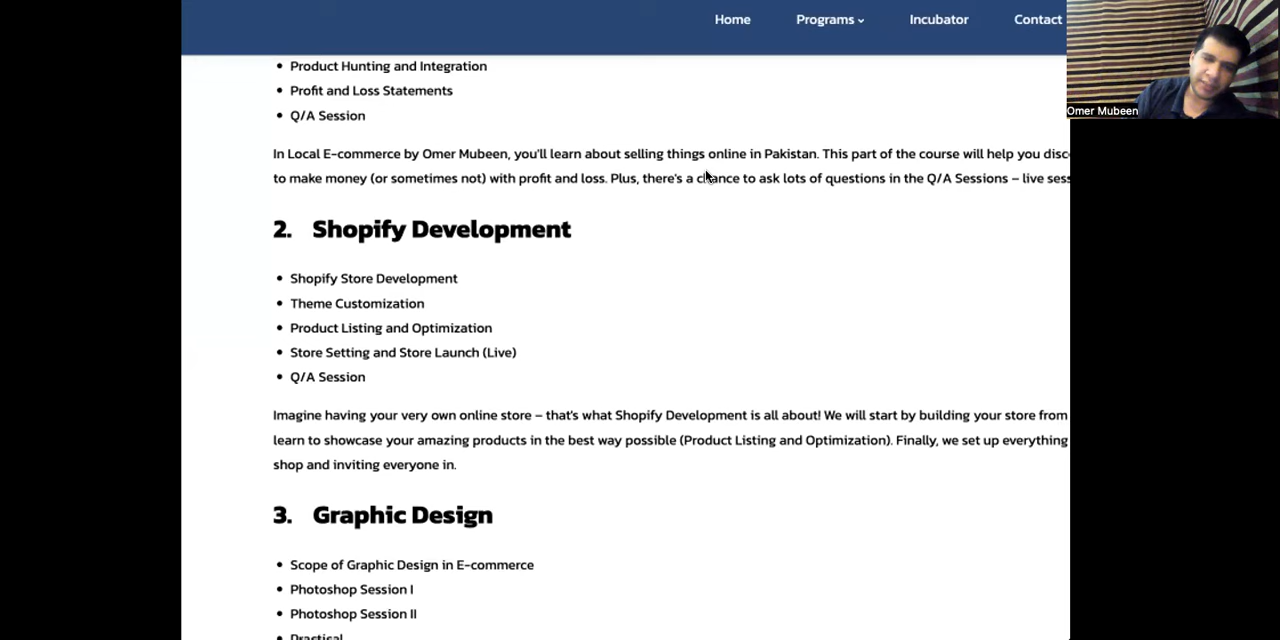 Home Programs Incubator Contact
Omer Mubeen
Product Hunting and Integration
Profit and Loss Statements
Q/A Session
In Local E-commerce by Omer Mubeen, you'll learn about selling things online in Pakistan. This part of the course will help you
to make money (or sometimes not) with profit and loss. Plus, there's a chance to ask lots of questions in the Q/A Sessions – live
2. Shopify Development
Shopify Store Development
Theme Customization
Product Listing and Optimization
Store Setting and Store Launch (Live)
Q/A Session
Imagine having your very own online store – that's what Shopify Development is all about! We will start by building your store from
learn to showcase your amazing products in the best way possible (Product Listing and Optimization). Finally, we set up everything
shop and inviting everyone in.
3. Graphic Design
Scope of Graphic Design in E-commerce
Photoshop Session I
Photoshop Session II
Practical